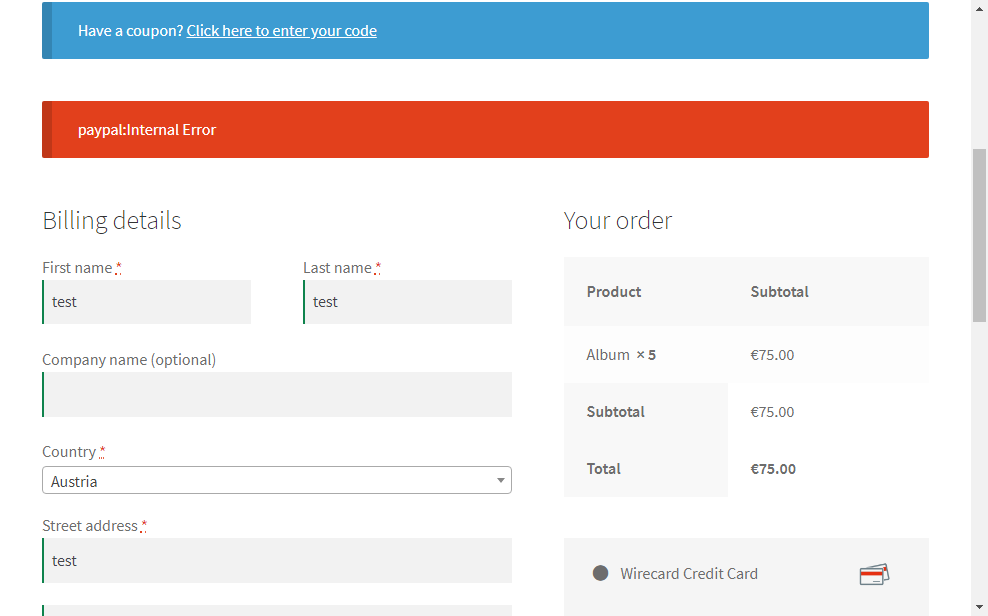 Have a coupon? Click here to enter your code
paypal:Internal Error
Billing details
First name *
Last name *
test
test
Company name (optional)
Country *
Austria
Street address *
test
Your order
Product Subtotal
Album × 5 €75.00
Subtotal €75.00
Total €75.00
Wirecard Credit Card